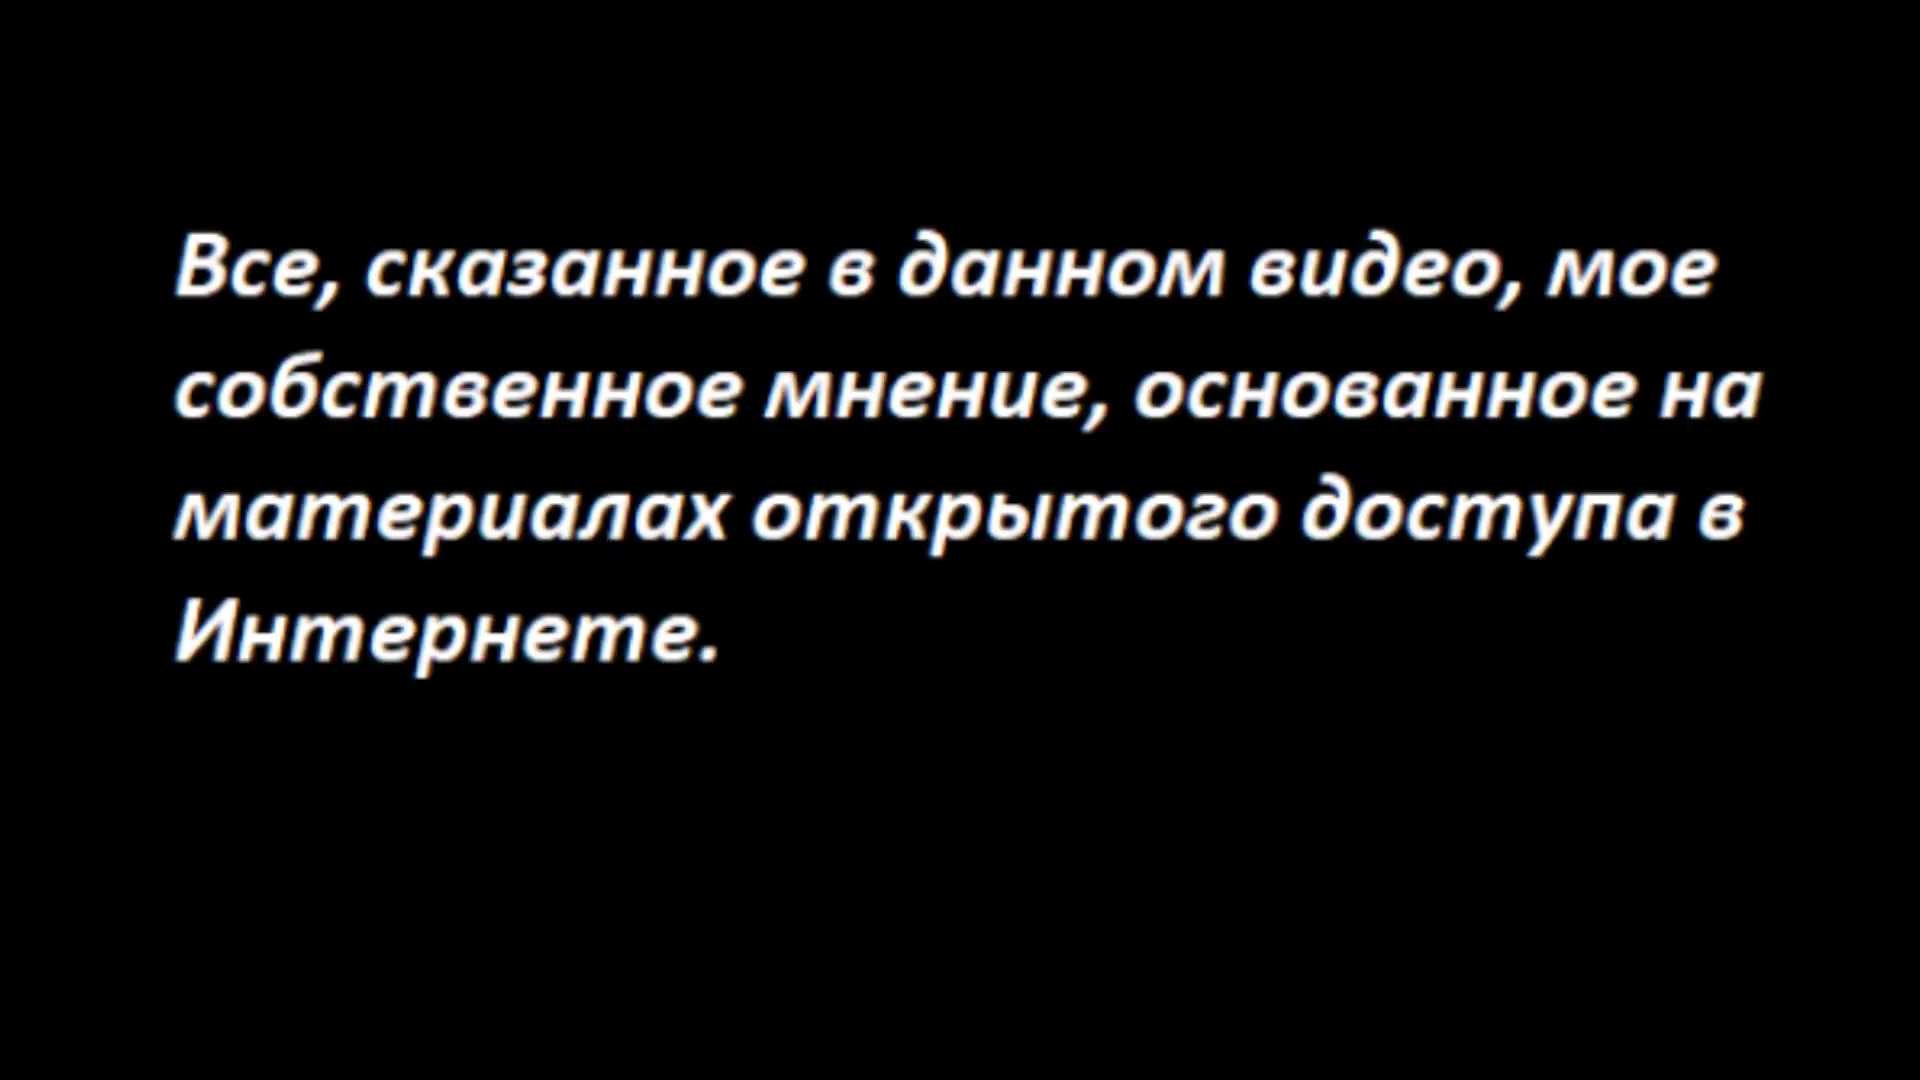 Все, сказанное в данном видео, мое
собственное мнение, основанное на
материалах открытого доступа в
Интернете.